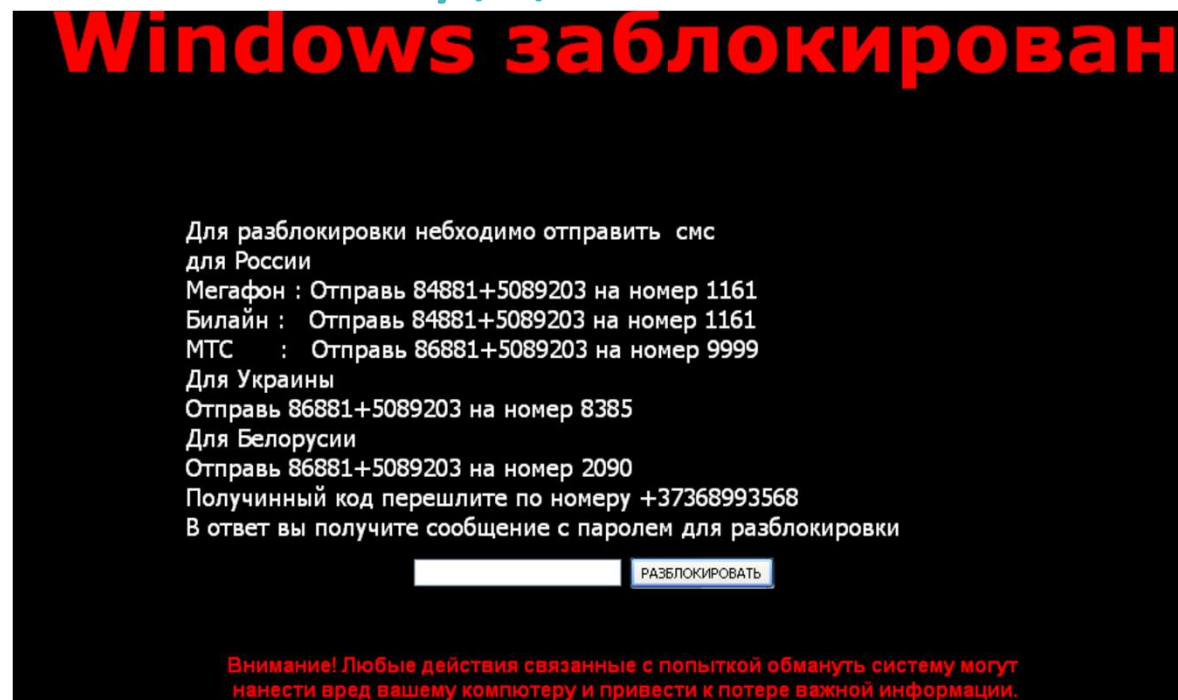 Windows заблокирован
Для разблокировки небходимо отправить смс
для России
Мегафон : Отправь 84881+5089203 на номер 1161
Билайн : Отправь 84881+5089203 на номер 1161
МТС : Отправь 86881+5089203 на номер 9999
Для Украины
Отправь 86881+5089203 на номер 8385
Для Белорусии
Отправь 86881+5089203 на номер 2090
Получинный код перешлите по номеру +37368993568
В ответ вы получите сообщение с паролем для разблокировки
РАЗБЛОКИРОВАТЬ
Внимание! Любые действия связанные с попыткой обмануть систему могут
нанести вред вашему компютеру и привести к потере важной информации.